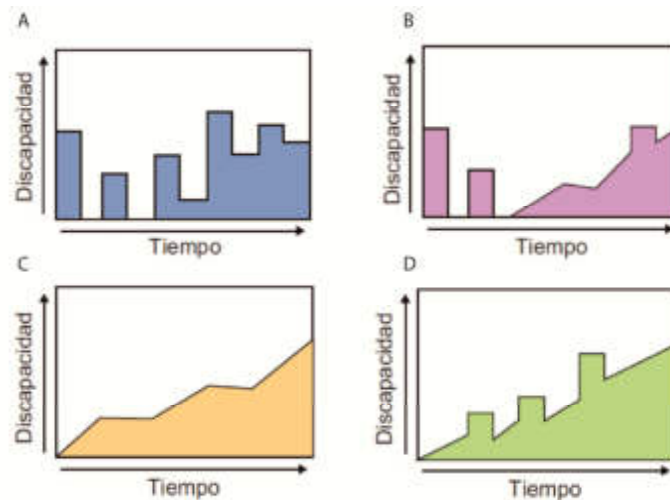 A
Discapacidad
Tiempo
B
Discapacidad
Tiempo
C
Discapacidad
Tiempo
D
Discapacidad
Tiempo